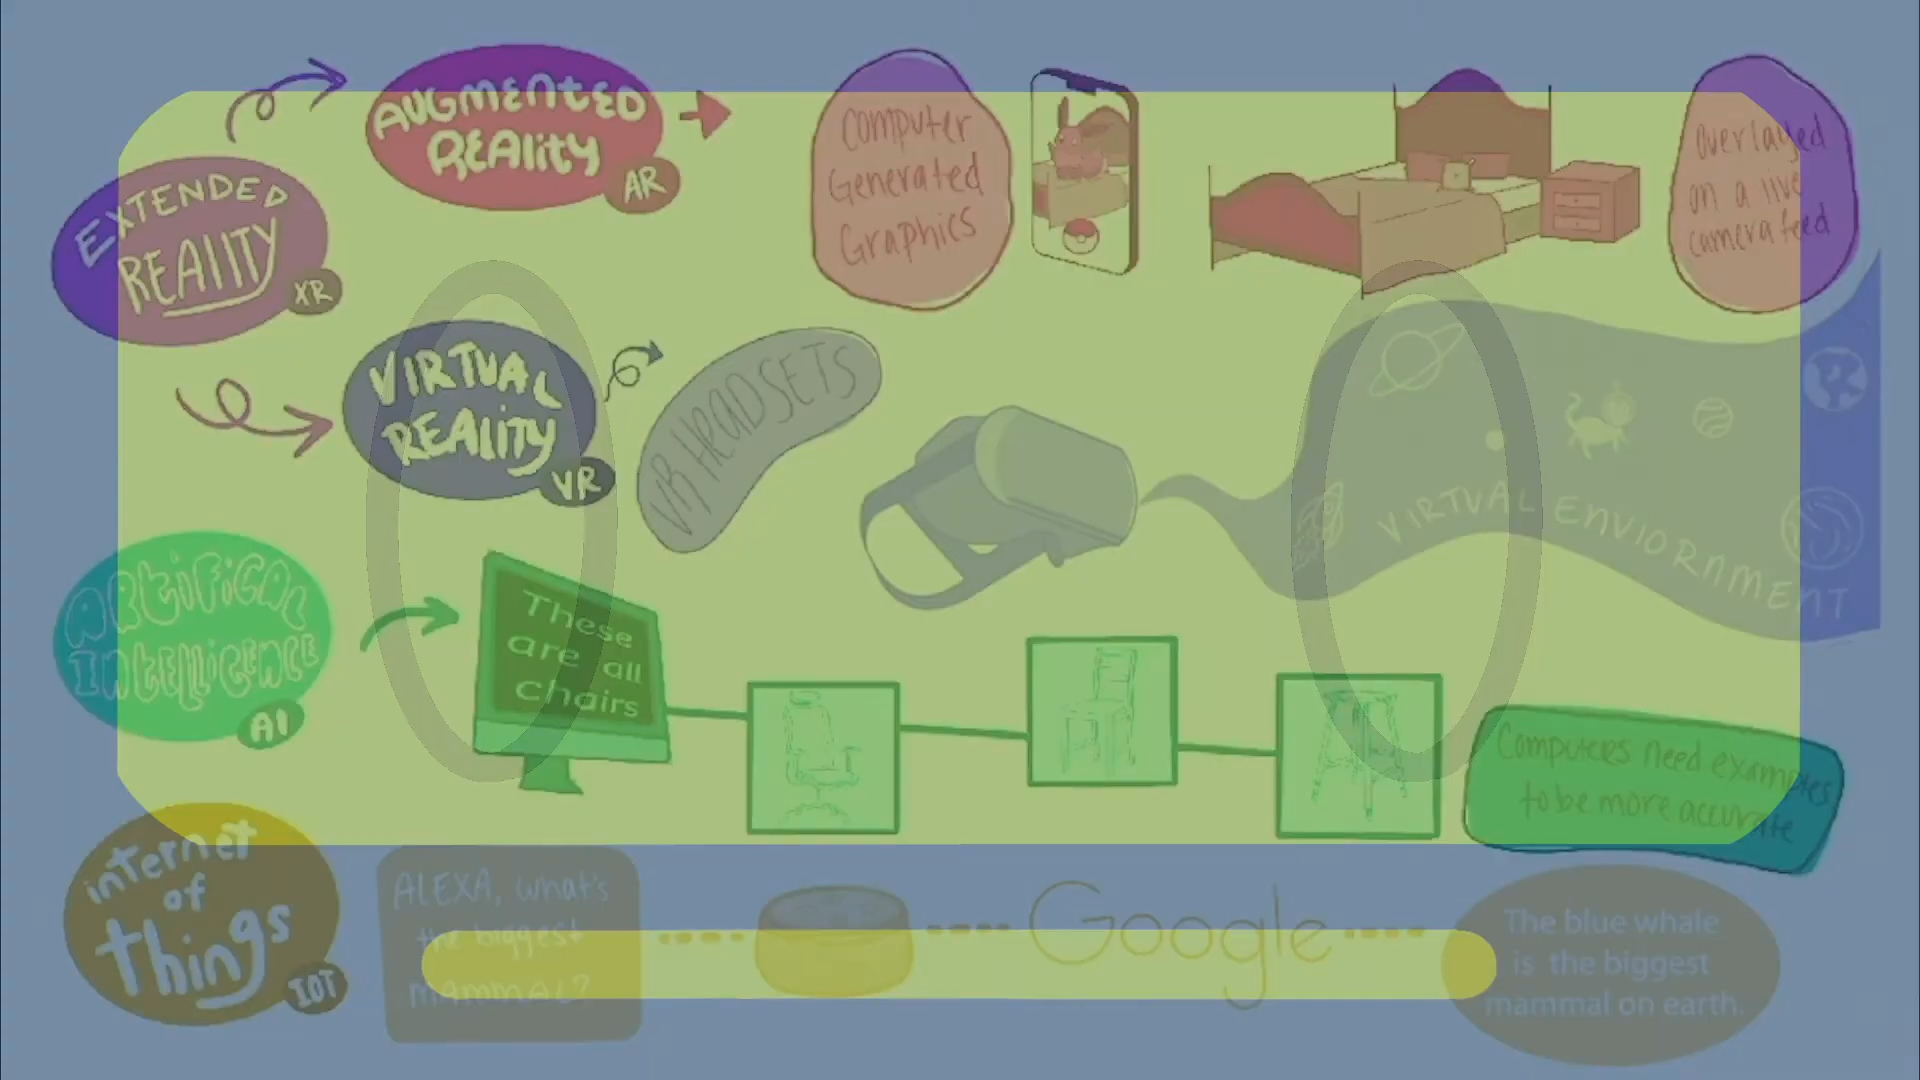 AUGMENTED
REALITY
AR
Computer
Generated
Graphics
overlayed
on a live
camera feed
EXTENDED
REALITY
XR
VIRTUAL
REALITY
VR
VR HEADSETS
VIRTUAL ENVIORNMENT
ARTIFICAL
INTELLIGENCE
AI
These
are all
chairs
Computers need examples
to be more accurate
internet
of
things
IOT
ALEXA, what's
the biggest
mammal?
Google
The blue whale
is the biggest
mammal on earth.